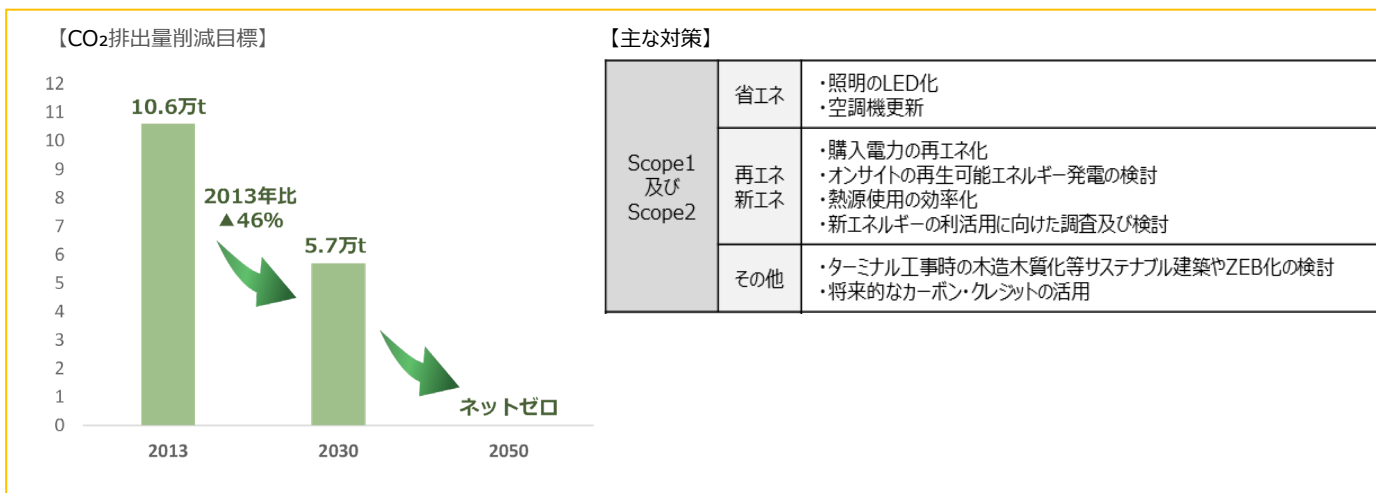 【CO₂排出量削減目標】
12
11
10
9
8
7
6
5
4
3
2
1
0
10.6万t
2013年比
▲46%
5.7万t
ネットゼロ
2013
2030
2050
【主な対策】
Scope1
及び
Scope2
省エネ
・照明のLED化
・空調機更新
再エネ
新エネ
・購入電力の再エネ化
・オンサイトの再生可能エネルギー発電の検討
・熱源使用の効率化
・新エネルギーの利活用に向けた調査及び検討
その他
・ターミナル工事時の木造木質化等サステナブル建築やZEB化の検討
・将来的なカーボン・クレジットの活用